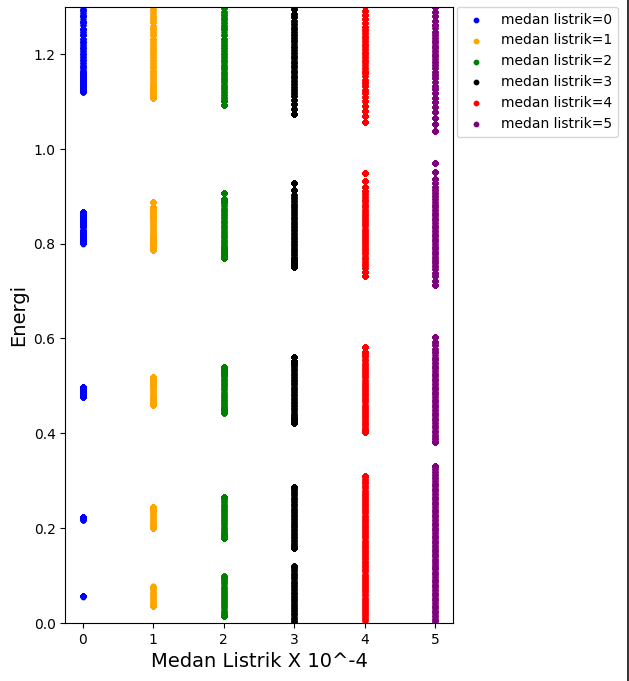 medan listrik=0
medan listrik=1
medan listrik=2
medan listrik=3
medan listrik=4
medan listrik=5
Energi
1.2
1.0
0.8
0.6
0.4
0.2
0.0
0 1 2 3 4 5
Medan Listrik X 10^-4